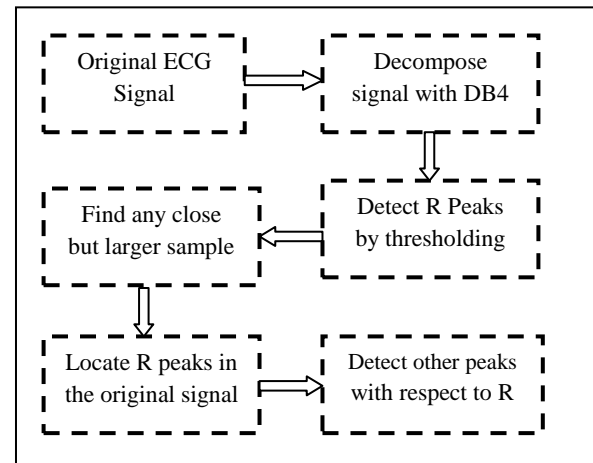 Original ECG
Signal
Decompose
signal with DB4
Detect R Peaks
by thresholding
Find any close
but larger sample
Locate R peaks in
the original signal
Detect other peaks
with respect to R